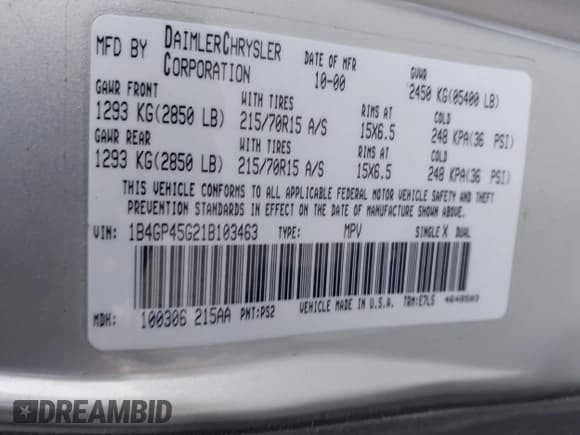 MFD BY DAIMLERCHRYSLER CORPORATION DATE OF MFR 10-00 GVWR 2450 KG(05400 LB)
GAWR FRONT WITH TIRES RIMS AT COLD
1293 KG(2850 LB) 215/70R15 A/S 15X6.5 248 KPA(36 PSI)
GAWR REAR WITH TIRES RIMS AT COLD
1293 KG(2850 LB) 215/70R15 A/S 15X6.5 248 KPA(36 PSI)
THIS VEHICLE CONFORMS TO ALL APPLICABLE FEDERAL MOTOR VEHICLE SAFETY AND THEFT
PREVENTION STANDARDS IN EFFECT ON THE DATE OF MANUFACTURE SHOWN ABOVE.
VIN: 1B4GP45G21B103463 TYPE: MPV SINGLE X DUAL
VEHICLE MADE IN U.S.A. TRM:E7L5 4648503
MDH: 100306 215AA PNT:PS2
DREAMBID